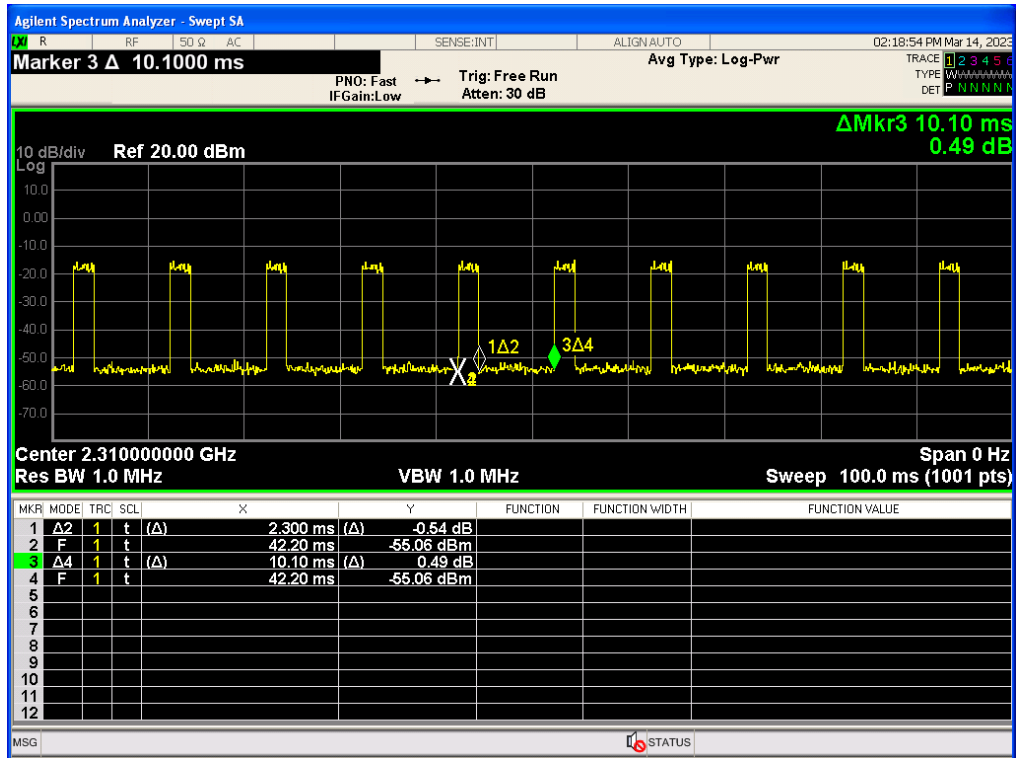 Agilent Spectrum Analyzer - Swept SA
LXI R RF 50 Ω AC SENSE:INT ALIGN AUTO 02:18:54 PM Mar 14, 2023
Marker 3 Δ 10.1000 ms
PNO: Fast
IFGain:Low
Trig: Free Run
Atten: 30 dB
Avg Type: Log-Pwr
TRACE 1 2 3 4 5 6
TYPE W
DET P N N N N N
ΔMkr3 10.10 ms
0.49 dB
10 dB/div Ref 20.00 dBm
Log
10.0
0.00
-10.0
-20.0
-30.0
-40.0
-50.0
-60.0
-70.0
1Δ2
3Δ4
Center 2.310000000 GHz Span 0 Hz
Res BW 1.0 MHz VBW 1.0 MHz Sweep 100.0 ms (1001 pts)
MKR MODE TRC SCL X Y FUNCTION FUNCTION WIDTH FUNCTION VALUE
1 Δ2 1 t (Δ) 2.300 ms (Δ) -0.54 dB
2 F 1 t 42.20 ms -55.06 dBm
3 Δ4 1 t (Δ) 10.10 ms (Δ) 0.49 dB
4 F 1 t 42.20 ms -55.06 dBm
5
6
7
8
9
10
11
12
MSG STATUS